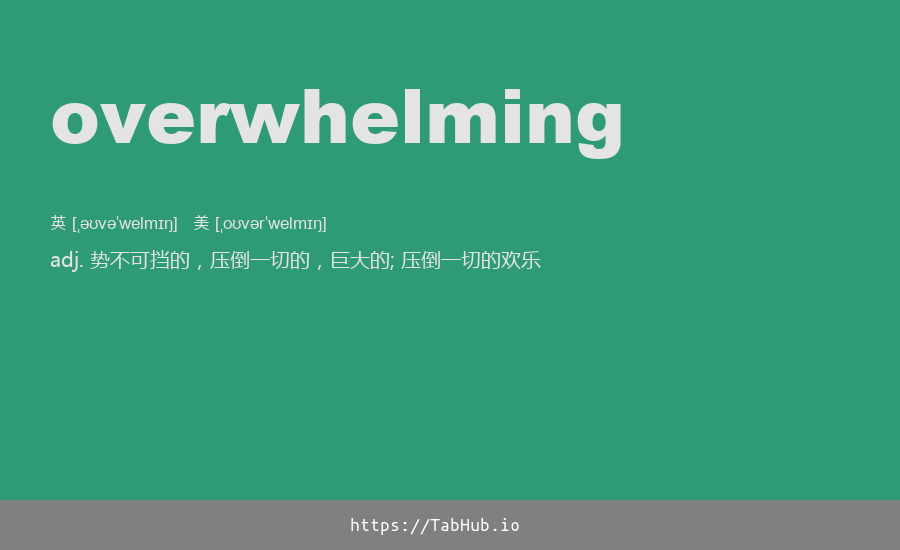 overwhelming
英 [ˌəʊvəˈwelmɪŋ] 美 [ˌoʊvərˈwelmɪŋ]
adj. 势不可挡的，压倒一切的，巨大的; 压倒一切的欢乐
https://TabHub.io